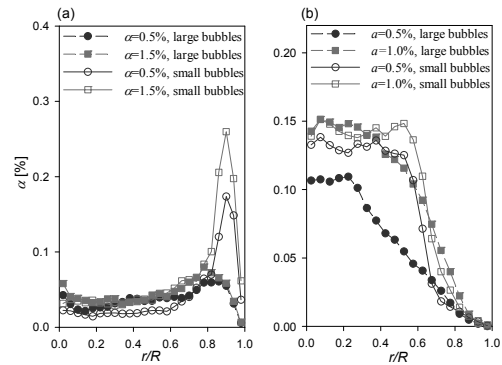 (a)
α=0.5%, large bubbles
α=1.5%, large bubbles
α=0.5%, small bubbles
α=1.5%, small bubbles
α [%]
0.4
0.3
0.2
0.1
0.0
0.0 0.2 0.4 0.6 0.8 1.0
r/R
(b)
a=0.5%, large bubbles
a=1.0%, large bubbles
a=0.5%, small bubbles
a=1.0%, small bubbles
0.20
0.15
0.10
0.05
0.00
0.0 0.2 0.4 0.6 0.8 1.0
r/R